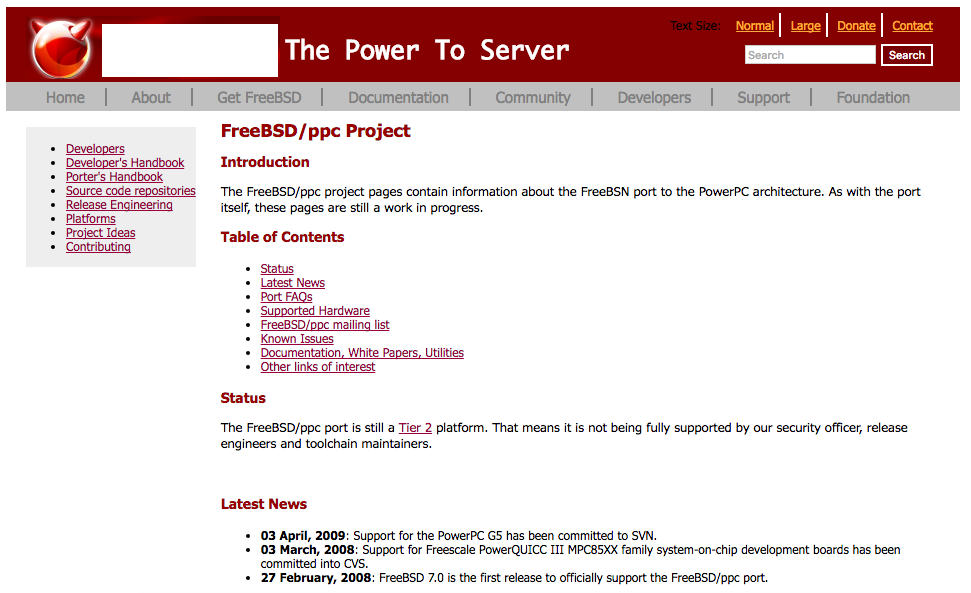 The Power To Server
Text Size: Normal Large Donate Contact
Search Search
Home About Get FreeBSD Documentation Community Developers Support Foundation
Developers
Developer's Handbook
Porter's Handbook
Source code repositories
Release Engineering
Platforms
Project Ideas
Contributing
FreeBSD/ppc Project
Introduction
The FreeBSD/ppc project pages contain information about the FreeBSN port to the PowerPC architecture. As with the port
itself, these pages are still a work in progress.
Table of Contents
Status
Latest News
Port FAQs
Supported Hardware
FreeBSD/ppc mailing list
Known Issues
Documentation, White Papers, Utilities
Other links of interest
Status
The FreeBSD/ppc port is still a Tier 2 platform. That means it is not being fully supported by our security officer, release
engineers and toolchain maintainers.
Latest News
03 April, 2009: Support for the PowerPC G5 has been committed to SVN.
03 March, 2008: Support for Freescale PowerQUICC III MPC85XX family system-on-chip development boards has been
committed into CVS.
27 February, 2008: FreeBSD 7.0 is the first release to officially support the FreeBSD/ppc port.